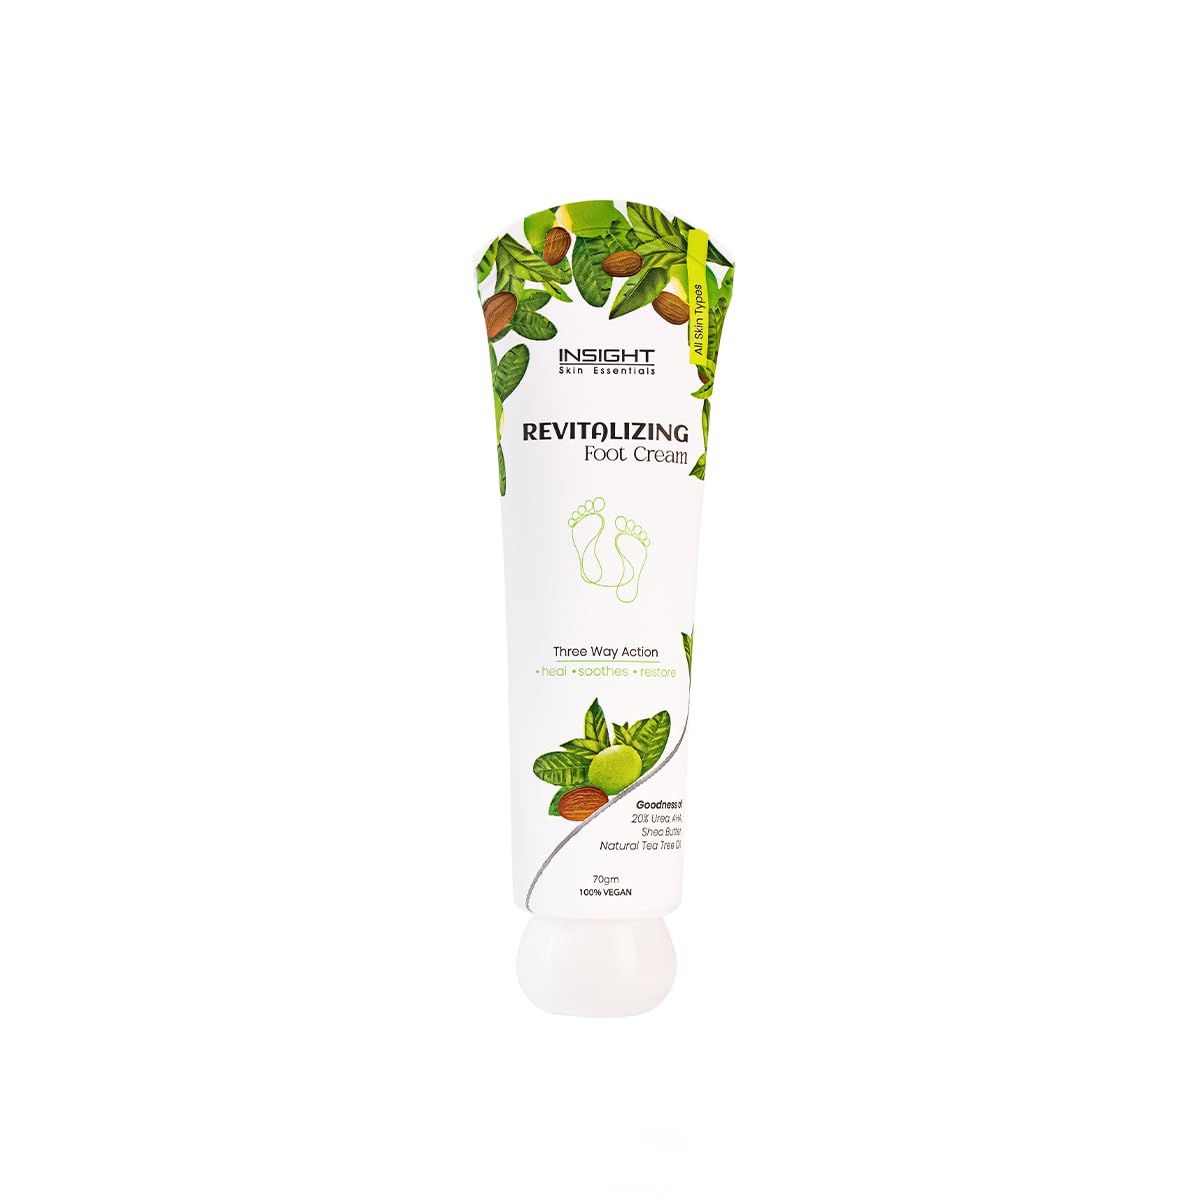 All Skin Types
INSIGHT
Skin Essentials
REVITALIZING
Foot Cream
Three Way Action
• heal • soothes • restore
Goodness of
20% Urea, AHA,
Shea Butter,
Natural Tea Tree Oil
70gm
100% VEGAN